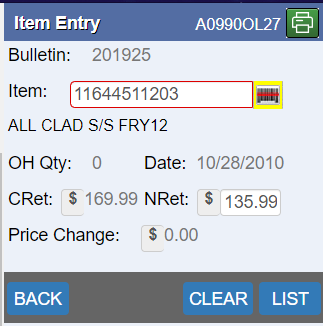 Item Entry A0990OL27
Bulletin: 201925
Item: 11644511203
ALL CLAD S/S FRY12
OH Qty: 0 Date: 10/28/2010
CRet: $ 169.99 NRet: $ 135.99
Price Change: $ 0.00
BACK CLEAR LIST